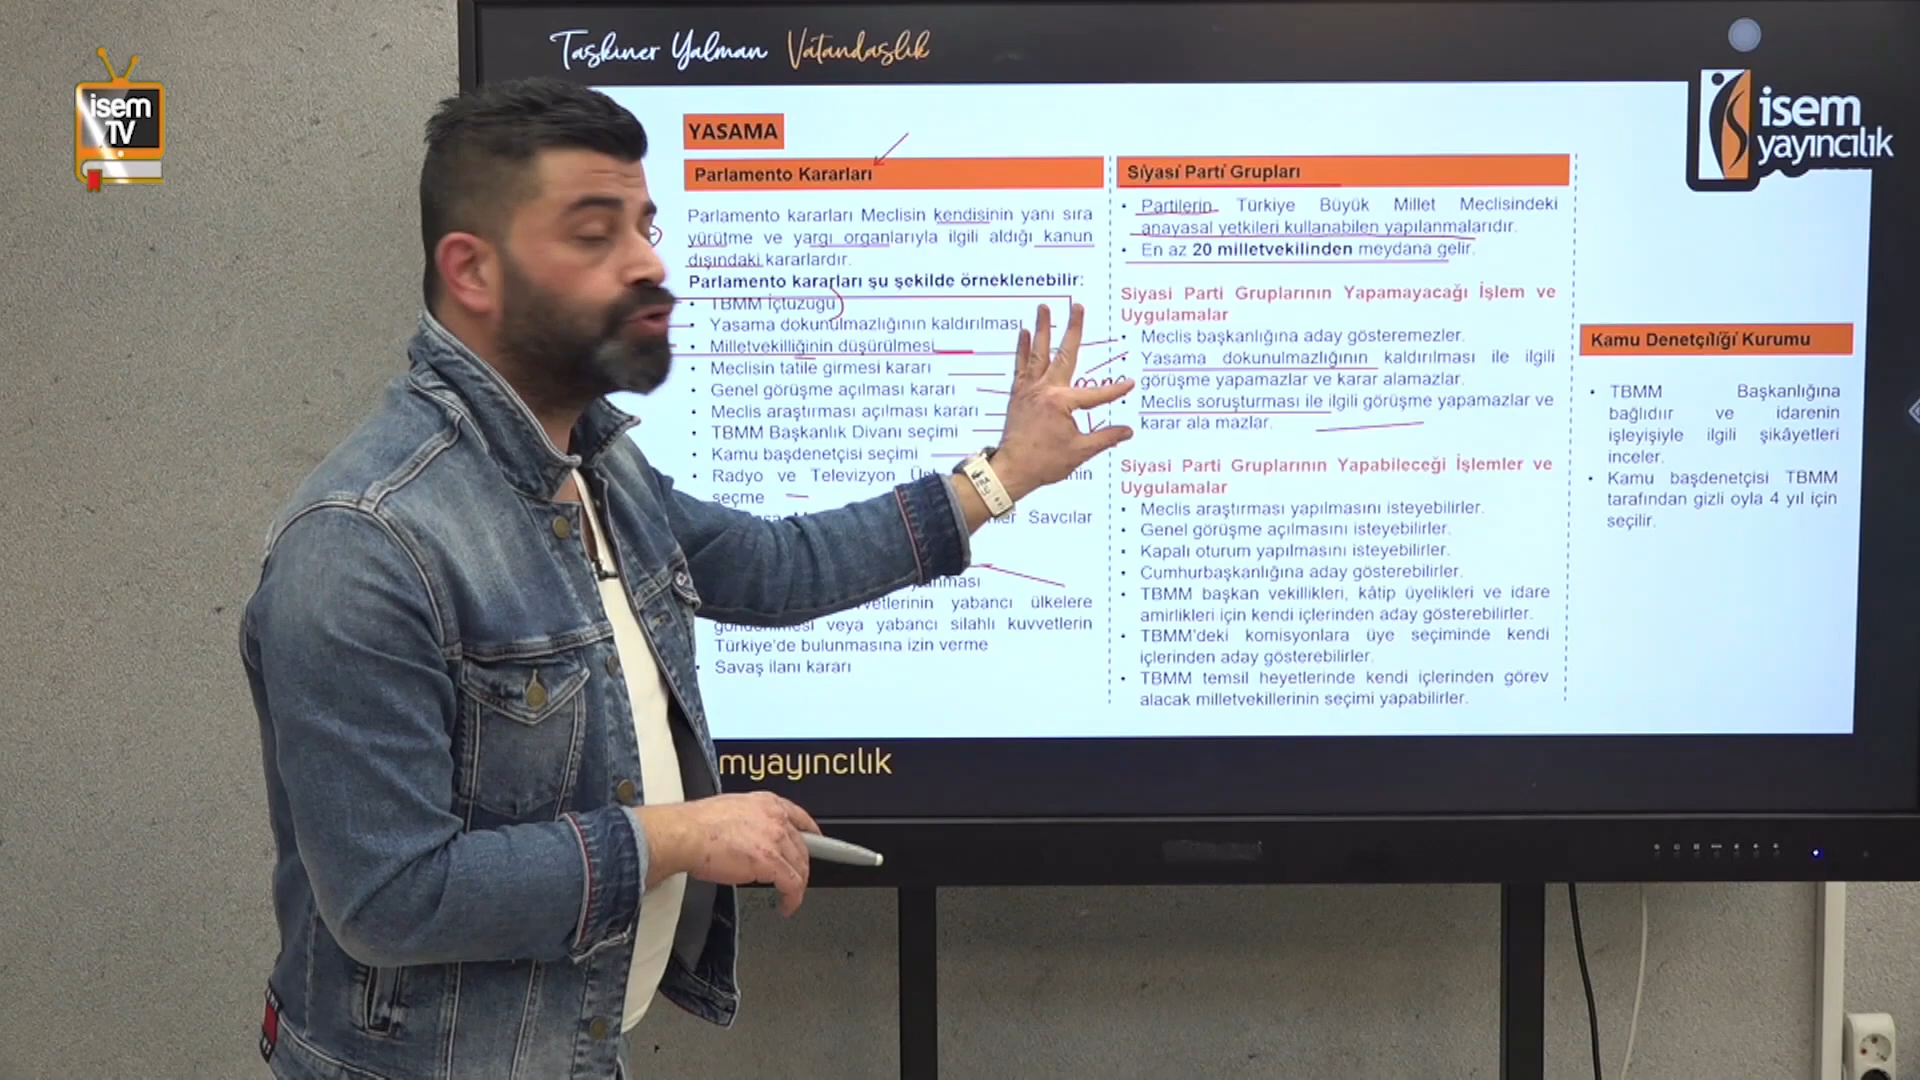 isem
TV
Taşkıner Yalman Vatandaşlık
isem
yayıncılık
YASAMA
Parlamento Kararları
Parlamento kararları Meclisin kendisinin yanı sıra
yürütme ve yargı organlarıyla ilgili aldığı kanun
dışındaki kararlardır.
Parlamento kararları şu şekilde örneklenebilir:
• TBMM İçtüzüğü
• Yasama dokunulmazlığının kaldırılması
• Milletvekilliğinin düşürülmesi
• Meclisin tatile girmesi kararı
• Genel görüşme açılması kararı
• Meclis araştırması açılması kararı
• TBMM Başkanlık Divanı seçimi
• Kamu başdenetçisi seçimi
• Radyo ve Televizyon
seçme
Savcılar
yabancı ülkelere
gönderilmesi veya yabancı silahlı kuvvetlerin
Türkiye'de bulunmasına izin verme
• Savaş ilanı kararı
Siyasi Parti Grupları
• Partilerin Türkiye Büyük Millet Meclisindeki
anayasal yetkileri kullanabilen yapılanmalarıdır.
• En az 20 milletvekilinden meydana gelir.
Siyasi Parti Gruplarının Yapamayacağı İşlem ve
Uygulamalar
• Meclis başkanlığına aday gösteremezler.
• Yasama dokunulmazlığının kaldırılması ile ilgili
görüşme yapamazlar ve karar alamazlar.
• Meclis soruşturması ile ilgili görüşme yapamazlar ve
karar ala mazlar.
Siyasi Parti Gruplarının Yapabileceği İşlemler ve
Uygulamalar
• Meclis araştırması yapılmasını isteyebilirler.
• Genel görüşme açılmasını isteyebilirler.
• Kapalı oturum yapılmasını isteyebilirler.
• Cumhurbaşkanlığına aday gösterebilirler.
• TBMM başkan vekillikleri, kâtip üyelikleri ve idare
amirlikleri için kendi içlerinden aday gösterebilirler.
• TBMM'deki komisyonlara üye seçiminde kendi
içlerinden aday gösterebilirler.
• TBMM temsil heyetlerinde kendi içlerinden görev
alacak milletvekillerinin seçimi yapabilirler.
Kamu Denetçiliği Kurumu
• TBMM Başkanlığına
bağlıdıır ve idarenin
işleyişiyle ilgili şikâyetleri
inceler.
• Kamu başdenetçisi TBMM
tarafından gizli oyla 4 yıl için
seçilir.
myayıncılık